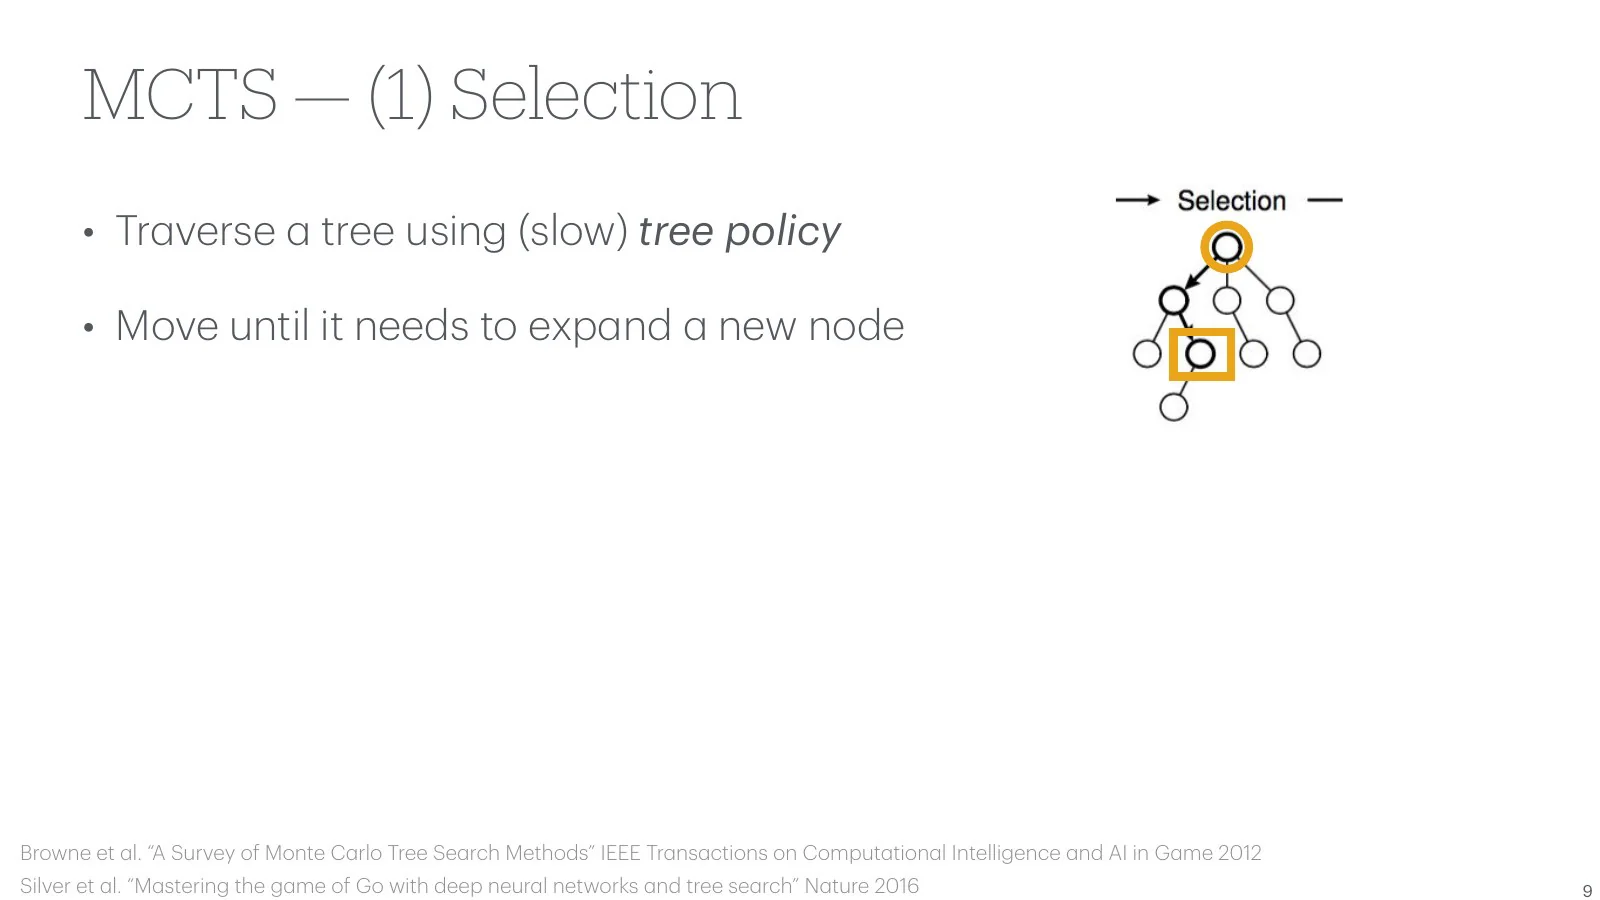 MCTS — (1) Selection
• Traverse a tree using (slow) tree policy
• Move until it needs to expand a new node
Selection
Browne et al. “A Survey of Monte Carlo Tree Search Methods” IEEE Transactions on Computational Intelligence and AI in Game 2012
Silver et al. “Mastering the game of Go with deep neural networks and tree search” Nature 2016
9